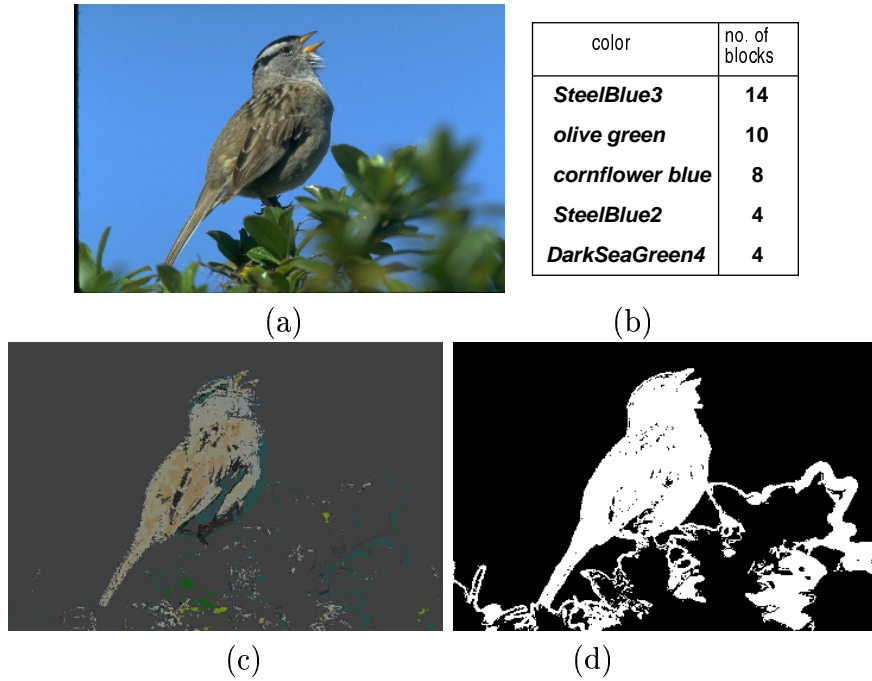 color no. of
blocks
SteelBlue3 14
olive green 10
cornflower blue 8
SteelBlue2 4
DarkSeaGreen4 4
(a) (b)
(c) (d)